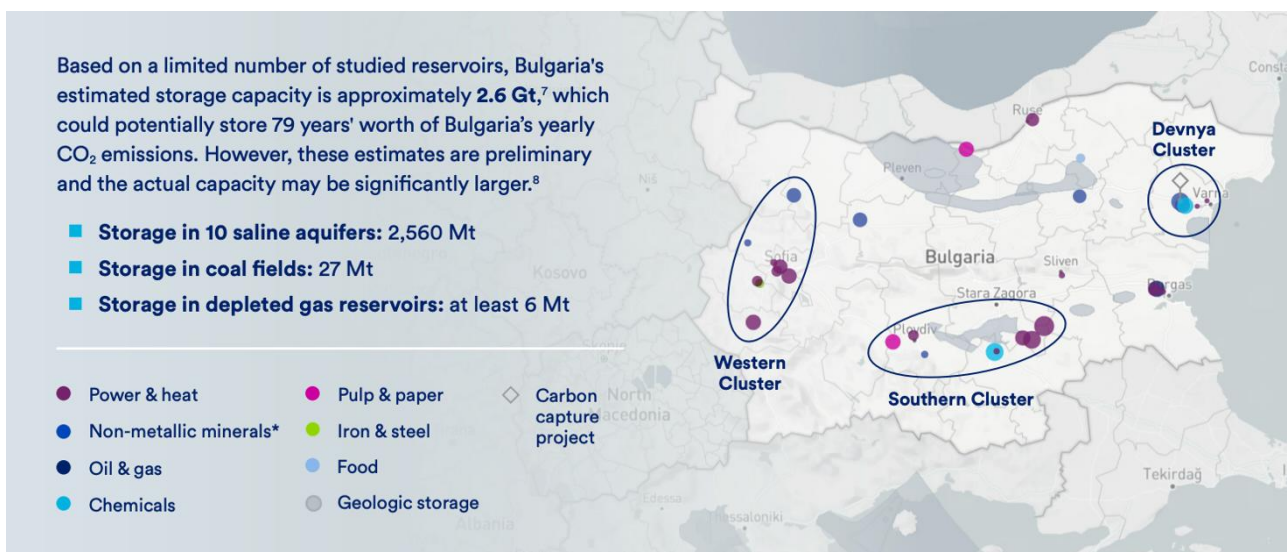 Based on a limited number of studied reservoirs, Bulgaria's
estimated storage capacity is approximately 2.6 Gt,⁷ which
could potentially store 79 years' worth of Bulgaria's yearly
CO₂ emissions. However, these estimates are preliminary
and the actual capacity may be significantly larger.⁸
Storage in 10 saline aquifers: 2,560 Mt
Storage in coal fields: 27 Mt
Storage in depleted gas reservoirs: at least 6 Mt
Power & heat
Non-metallic minerals*
Oil & gas
Chemicals
Pulp & paper
Iron & steel
Food
Geologic storage
Carbon
capture
project
Ruse
Devnya
Cluster
Pleven
Niš
Varna
Sofia
Bulgaria
Sliven
Kosovo
Stara Zagora
Burgas
Plovdiv
Skopje
Western
Cluster
Southern Cluster
North
Macedonia
Tekirdağ
Edessa
Thessaloniki
Albania